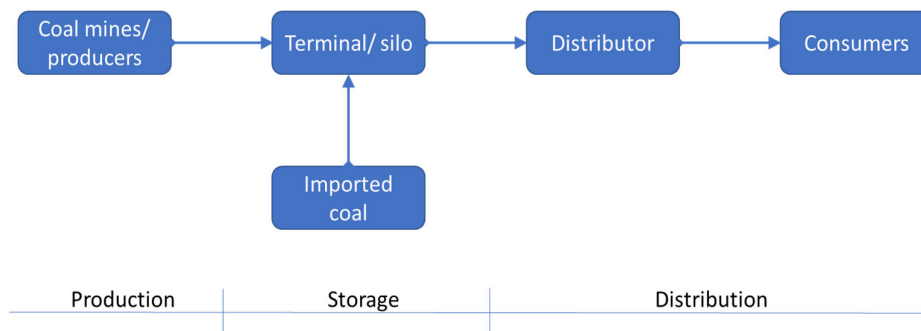 Coal mines/
producers
Terminal/ silo
Distributor
Consumers
Imported
coal
Production
Storage
Distribution